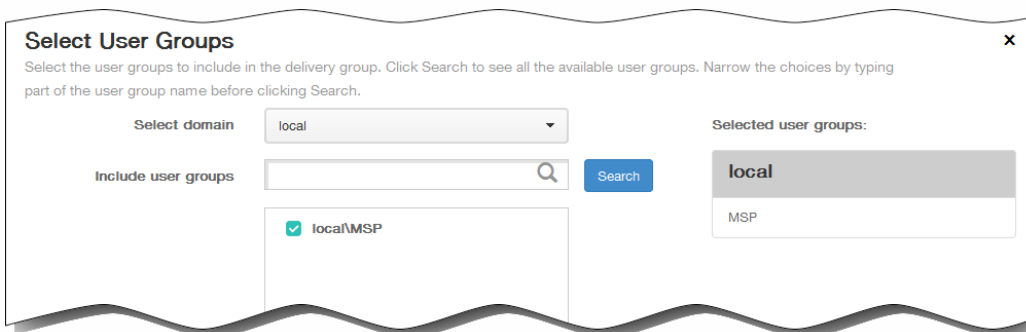 Select User Groups
×
Select the user groups to include in the delivery group. Click Search to see all the available user groups. Narrow the choices by typing
part of the user group name before clicking Search.
Select domain
local
Selected user groups:
Include user groups
Search
local
MSP
local\MSP